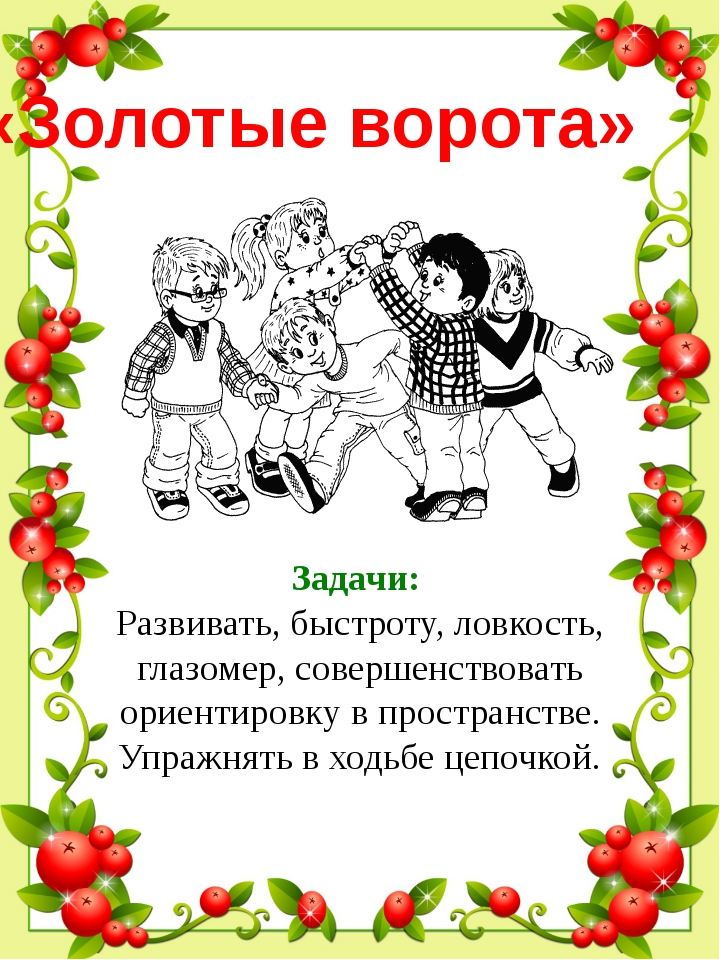 «Золотые ворота»
Задачи:
Развивать, быстроту, ловкость,
глазомер, совершенствовать
ориентировку в пространстве.
Упражнять в ходьбе цепочкой.